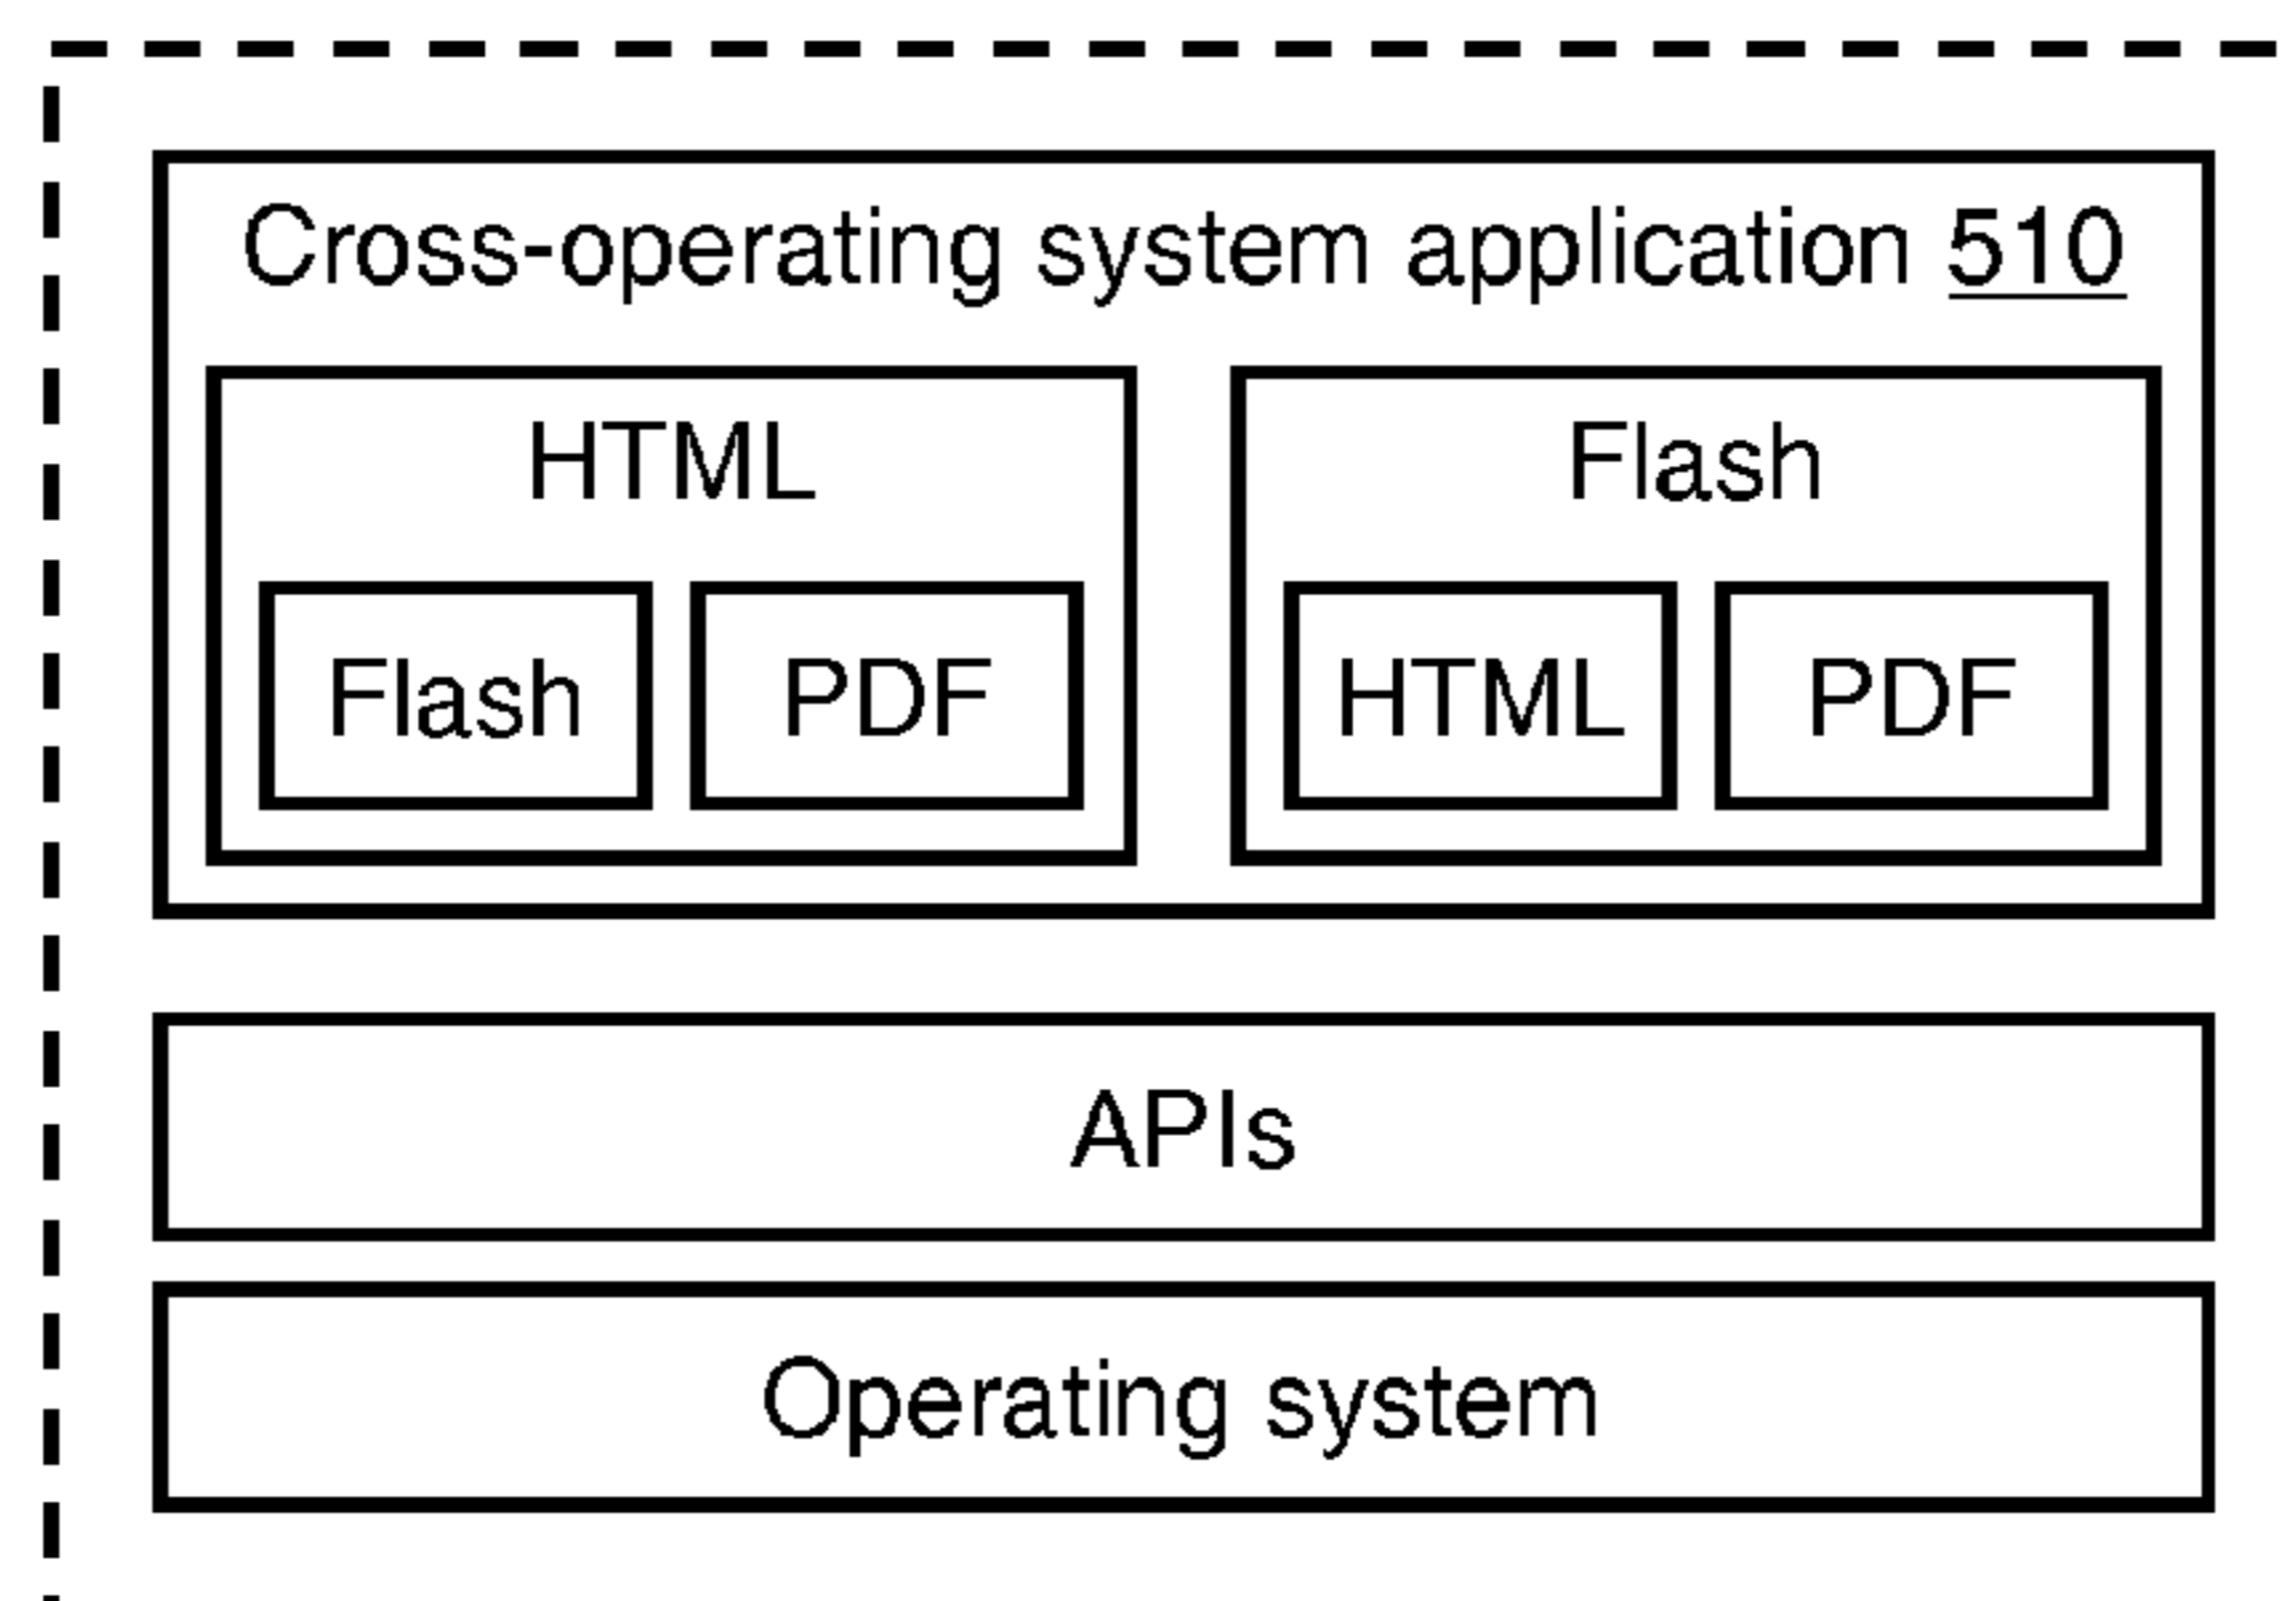 Cross-operating system application 510
HTML
Flash
Flash
PDF
HTML
PDF
APIs
Operating system